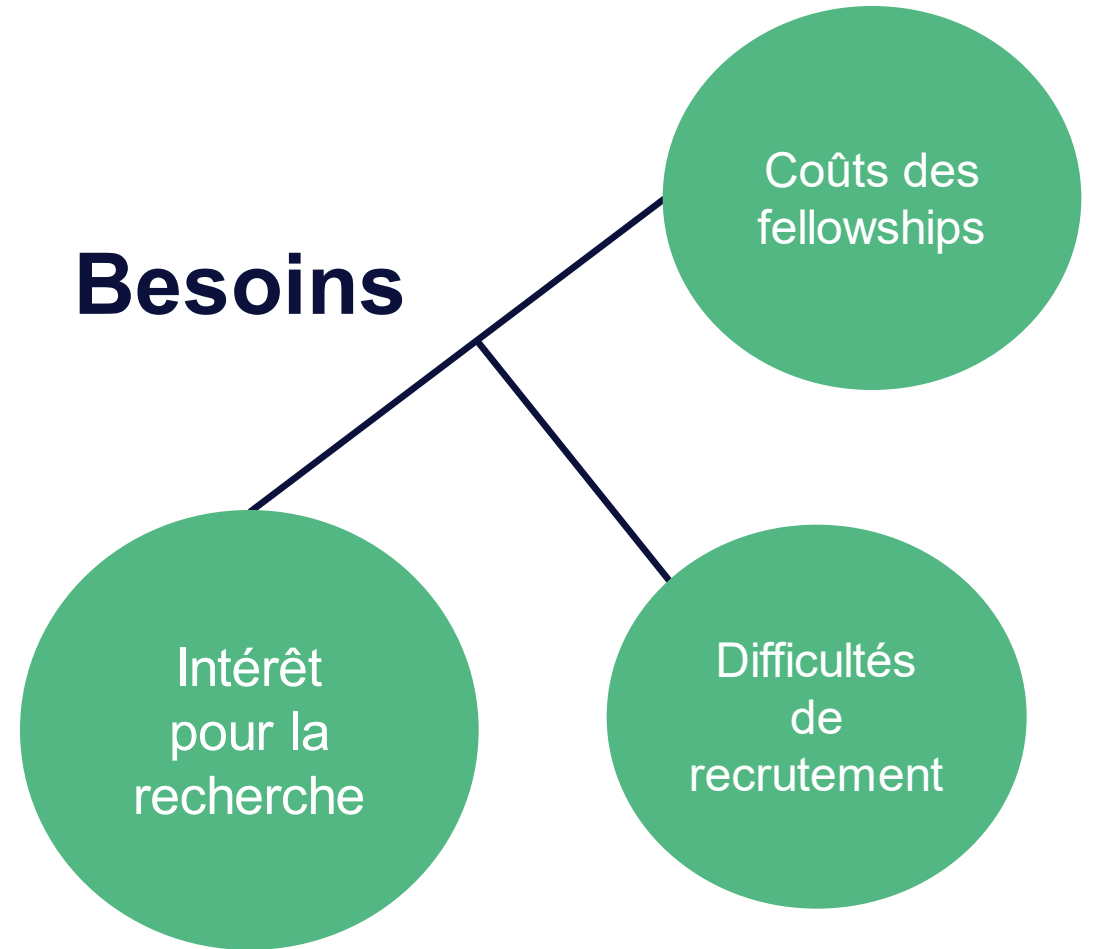 Besoins
Coûts des
fellowships
Intérêt
pour la
recherche
Difficultés
de
recrutement